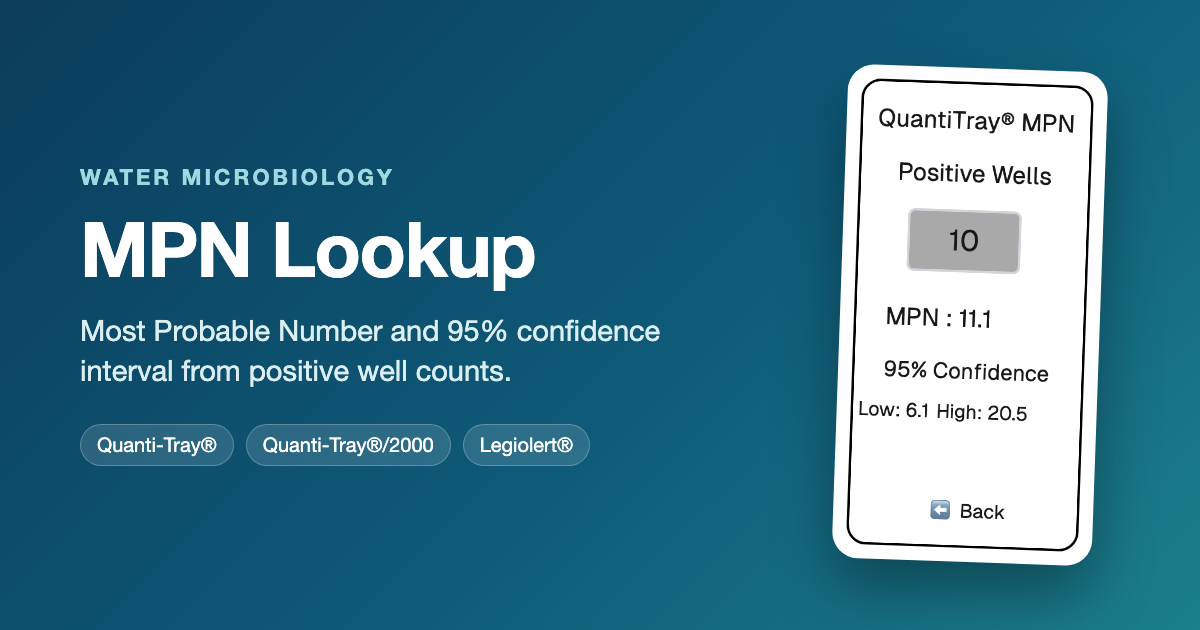 WATER MICROBIOLOGY
MPN Lookup
Most Probable Number and 95% confidence
interval from positive well counts.
Quanti-Tray® Quanti-Tray®/2000 Legiolert®
QuantiTray® MPN
Positive Wells
10
MPN : 11.1
95% Confidence
Low: 6.1 High: 20.5
Back